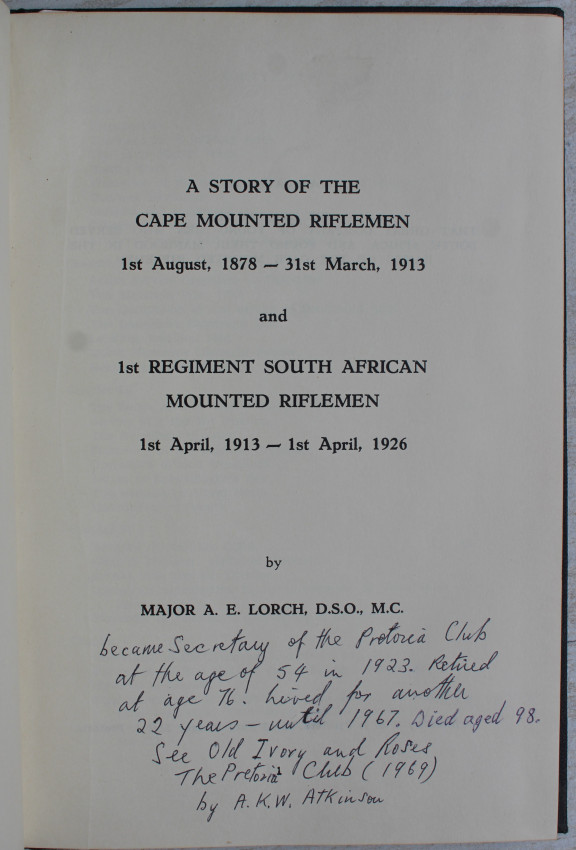 A STORY OF THE
CAPE MOUNTED RIFLEMEN
1st August, 1878 — 31st March, 1913
and
1st REGIMENT SOUTH AFRICAN
MOUNTED RIFLEMEN
1st April, 1913 — 1st April, 1926
by
MAJOR A. E. LORCH, D.S.O., M.C.
became Secretary of the Pretoria Club
at the age of 54 in 1923. Retired
at age 76. Lived for another
22 years – until 1967. Died aged 98.
See Old Ivory and Roses
The Pretoria Club (1969)
by A.K.W. Atkinson